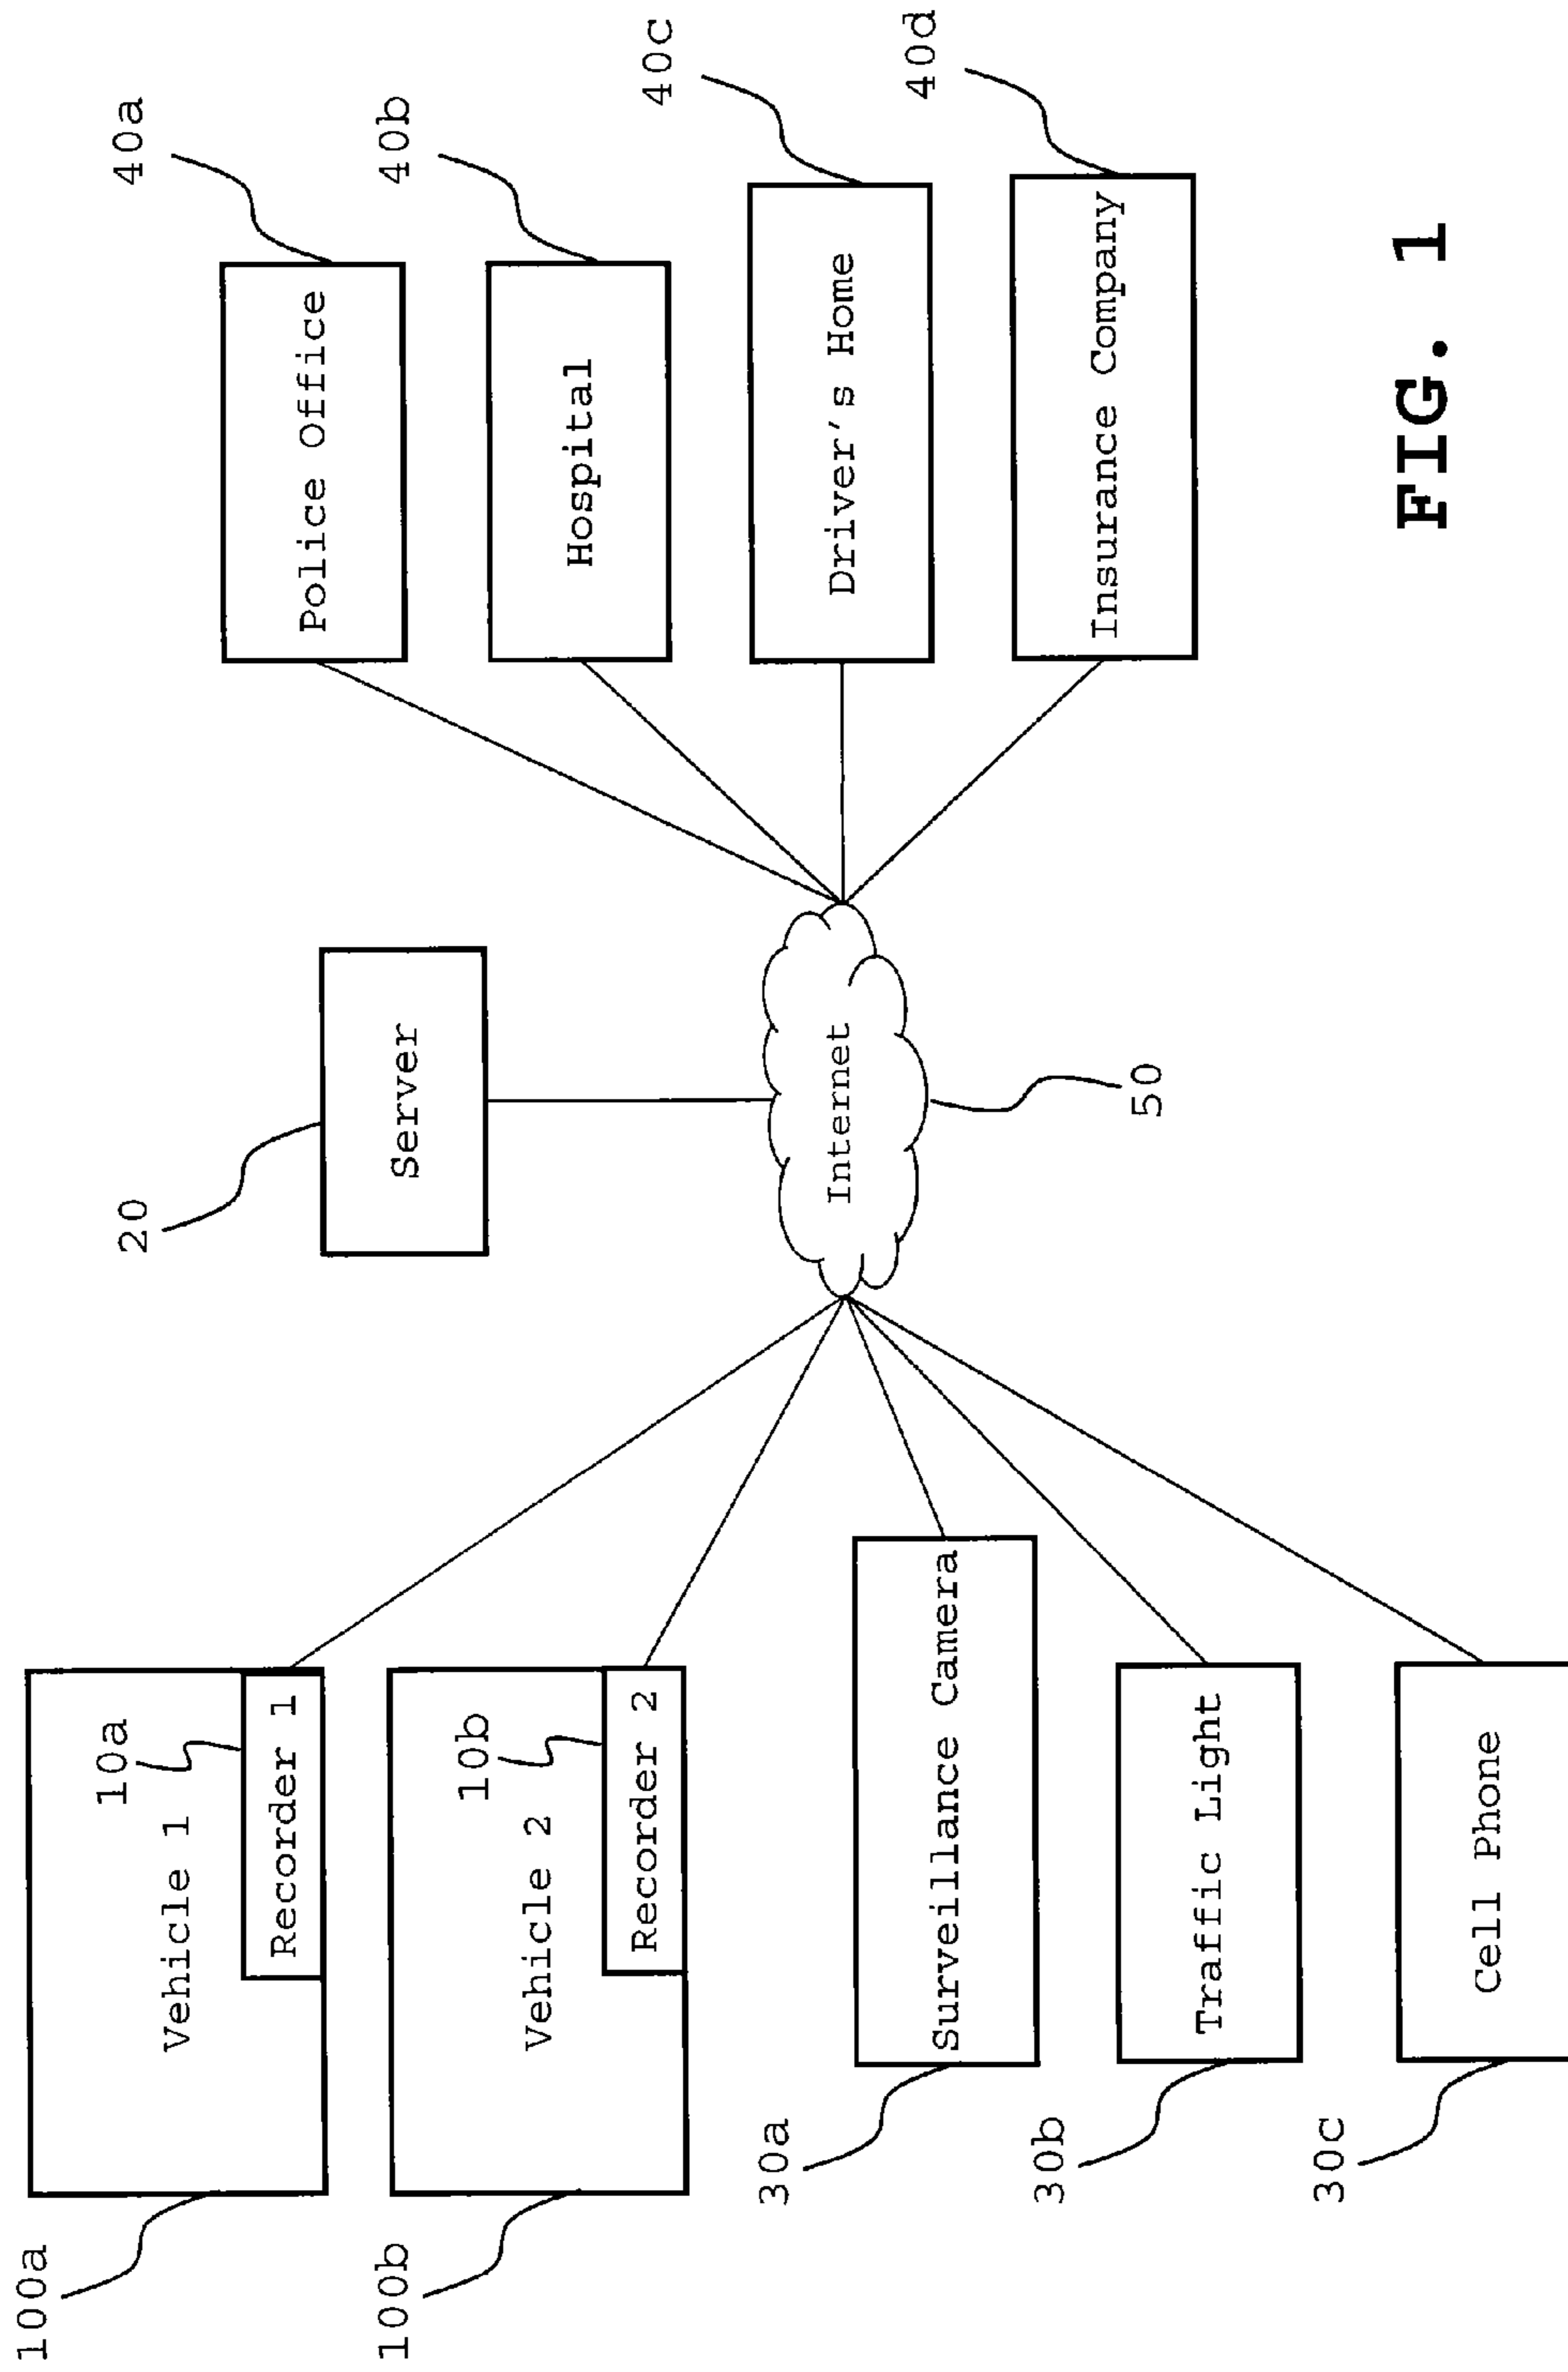 100a
Vehicle 1
10a
Recorder 1
100b
Vehicle 2
10b
Recorder 2
30a
Surveillance Camera
30b
Traffic Light
30c
Cell Phone
20
Server
Internet
50
40a
Police Office
40b
Hospital
40c
Driver's Home
40d
Insurance Company
FIG. 1